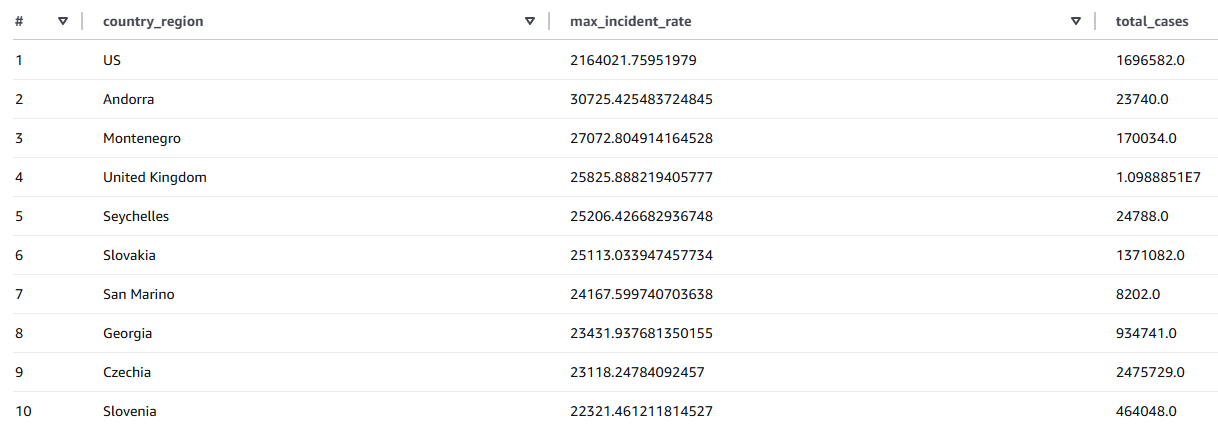 # country_region max_incident_rate total_cases
1 US 2164021.75951979 1696582.0
2 Andorra 30725.425483724845 23740.0
3 Montenegro 27072.804914164528 170034.0
4 United Kingdom 25825.888219405777 1.0988851E7
5 Seychelles 25206.426682936748 24788.0
6 Slovakia 25113.033947457734 1371082.0
7 San Marino 24167.599740703638 8202.0
8 Georgia 23431.937681350155 934741.0
9 Czechia 23118.24784092457 2475729.0
10 Slovenia 22321.461211814527 464048.0